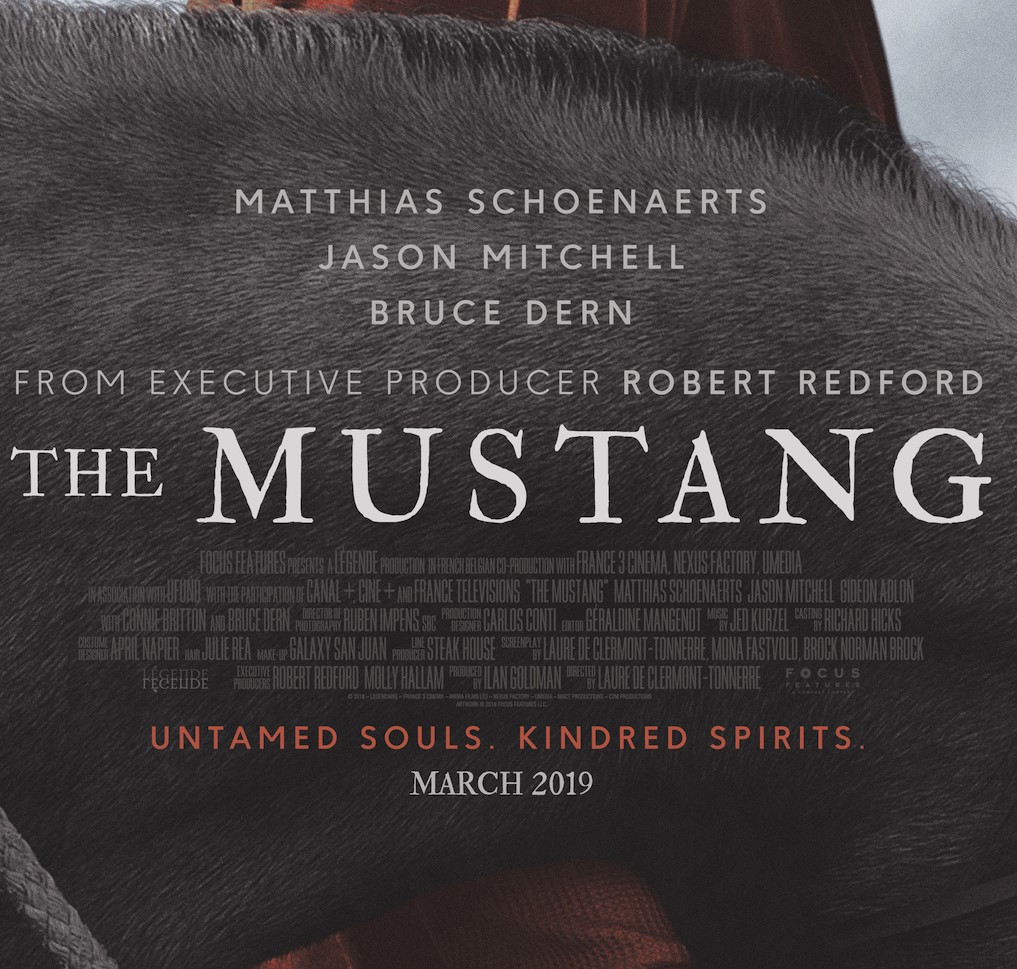 MATTHIAS SCHOENAERTS
JASON MITCHELL
BRUCE DERN
FROM EXECUTIVE PRODUCER ROBERT REDFORD
THE MUSTANG
FOCUS FEATURES PRESENTS A LÉGENDE PRODUCTION IN FRENCH BELGIAN CO-PRODUCTION WITH FRANCE 3 CINEMA, NEXUS FACTORY, UMEDIA
IN ASSOCIATION WITH UFUND WITH THE PARTICIPATION OF CANAL+ CINE+ AND FRANCE TELEVISIONS "THE MUSTANG" MATTHIAS SCHOENAERTS JASON MITCHELL GIDEON ADLON
WITH CONNIE BRITTON AND BRUCE DERN DIRECTOR OF PHOTOGRAPHY RUBEN IMPENS, SBC PRODUCTION DESIGNER CARLOS CONTI EDITOR GÉRALDINE MANGENOT MUSIC BY JED KURZEL CASTING BY RICHARD HICKS
COSTUME DESIGNER APRIL NAPIER HAIR JULIE REA MAKE-UP GALAXY SAN JUAN LINE PRODUCER STEAK HOUSE SCREENPLAY BY LAURE DE CLERMONT-TONNERRE, MONA FASTVOLD, BROCK NORMAN BROCK
LÉGENDE EXECUTIVE PRODUCERS ROBERT REDFORD MOLLY HALLAM PRODUCED BY ILAN GOLDMAN DIRECTED BY LAURE DE CLERMONT-TONNERRE FOCUS FEATURES
ARTWORK © 2018 FOCUS FEATURES LLC.
UNTAMED SOULS. KINDRED SPIRITS.
MARCH 2019